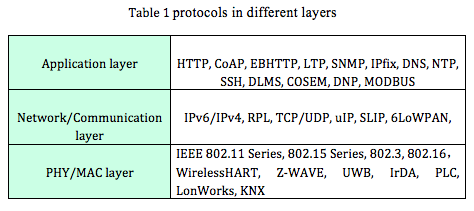 Table 1 protocols in different layers
Application layer
HTTP, CoAP, EBHTTP, LTP, SNMP, IPfix, DNS, NTP,
SSH, DLMS, COSEM, DNP, MODBUS
Network/Communication
layer
IPv6/IPv4, RPL, TCP/UDP, uIP, SLIP, 6LoWPAN,
PHY/MAC layer
IEEE 802.11 Series, 802.15 Series, 802.3, 802.16,
WirelessHART, Z-WAVE, UWB, IrDA, PLC,
LonWorks, KNX